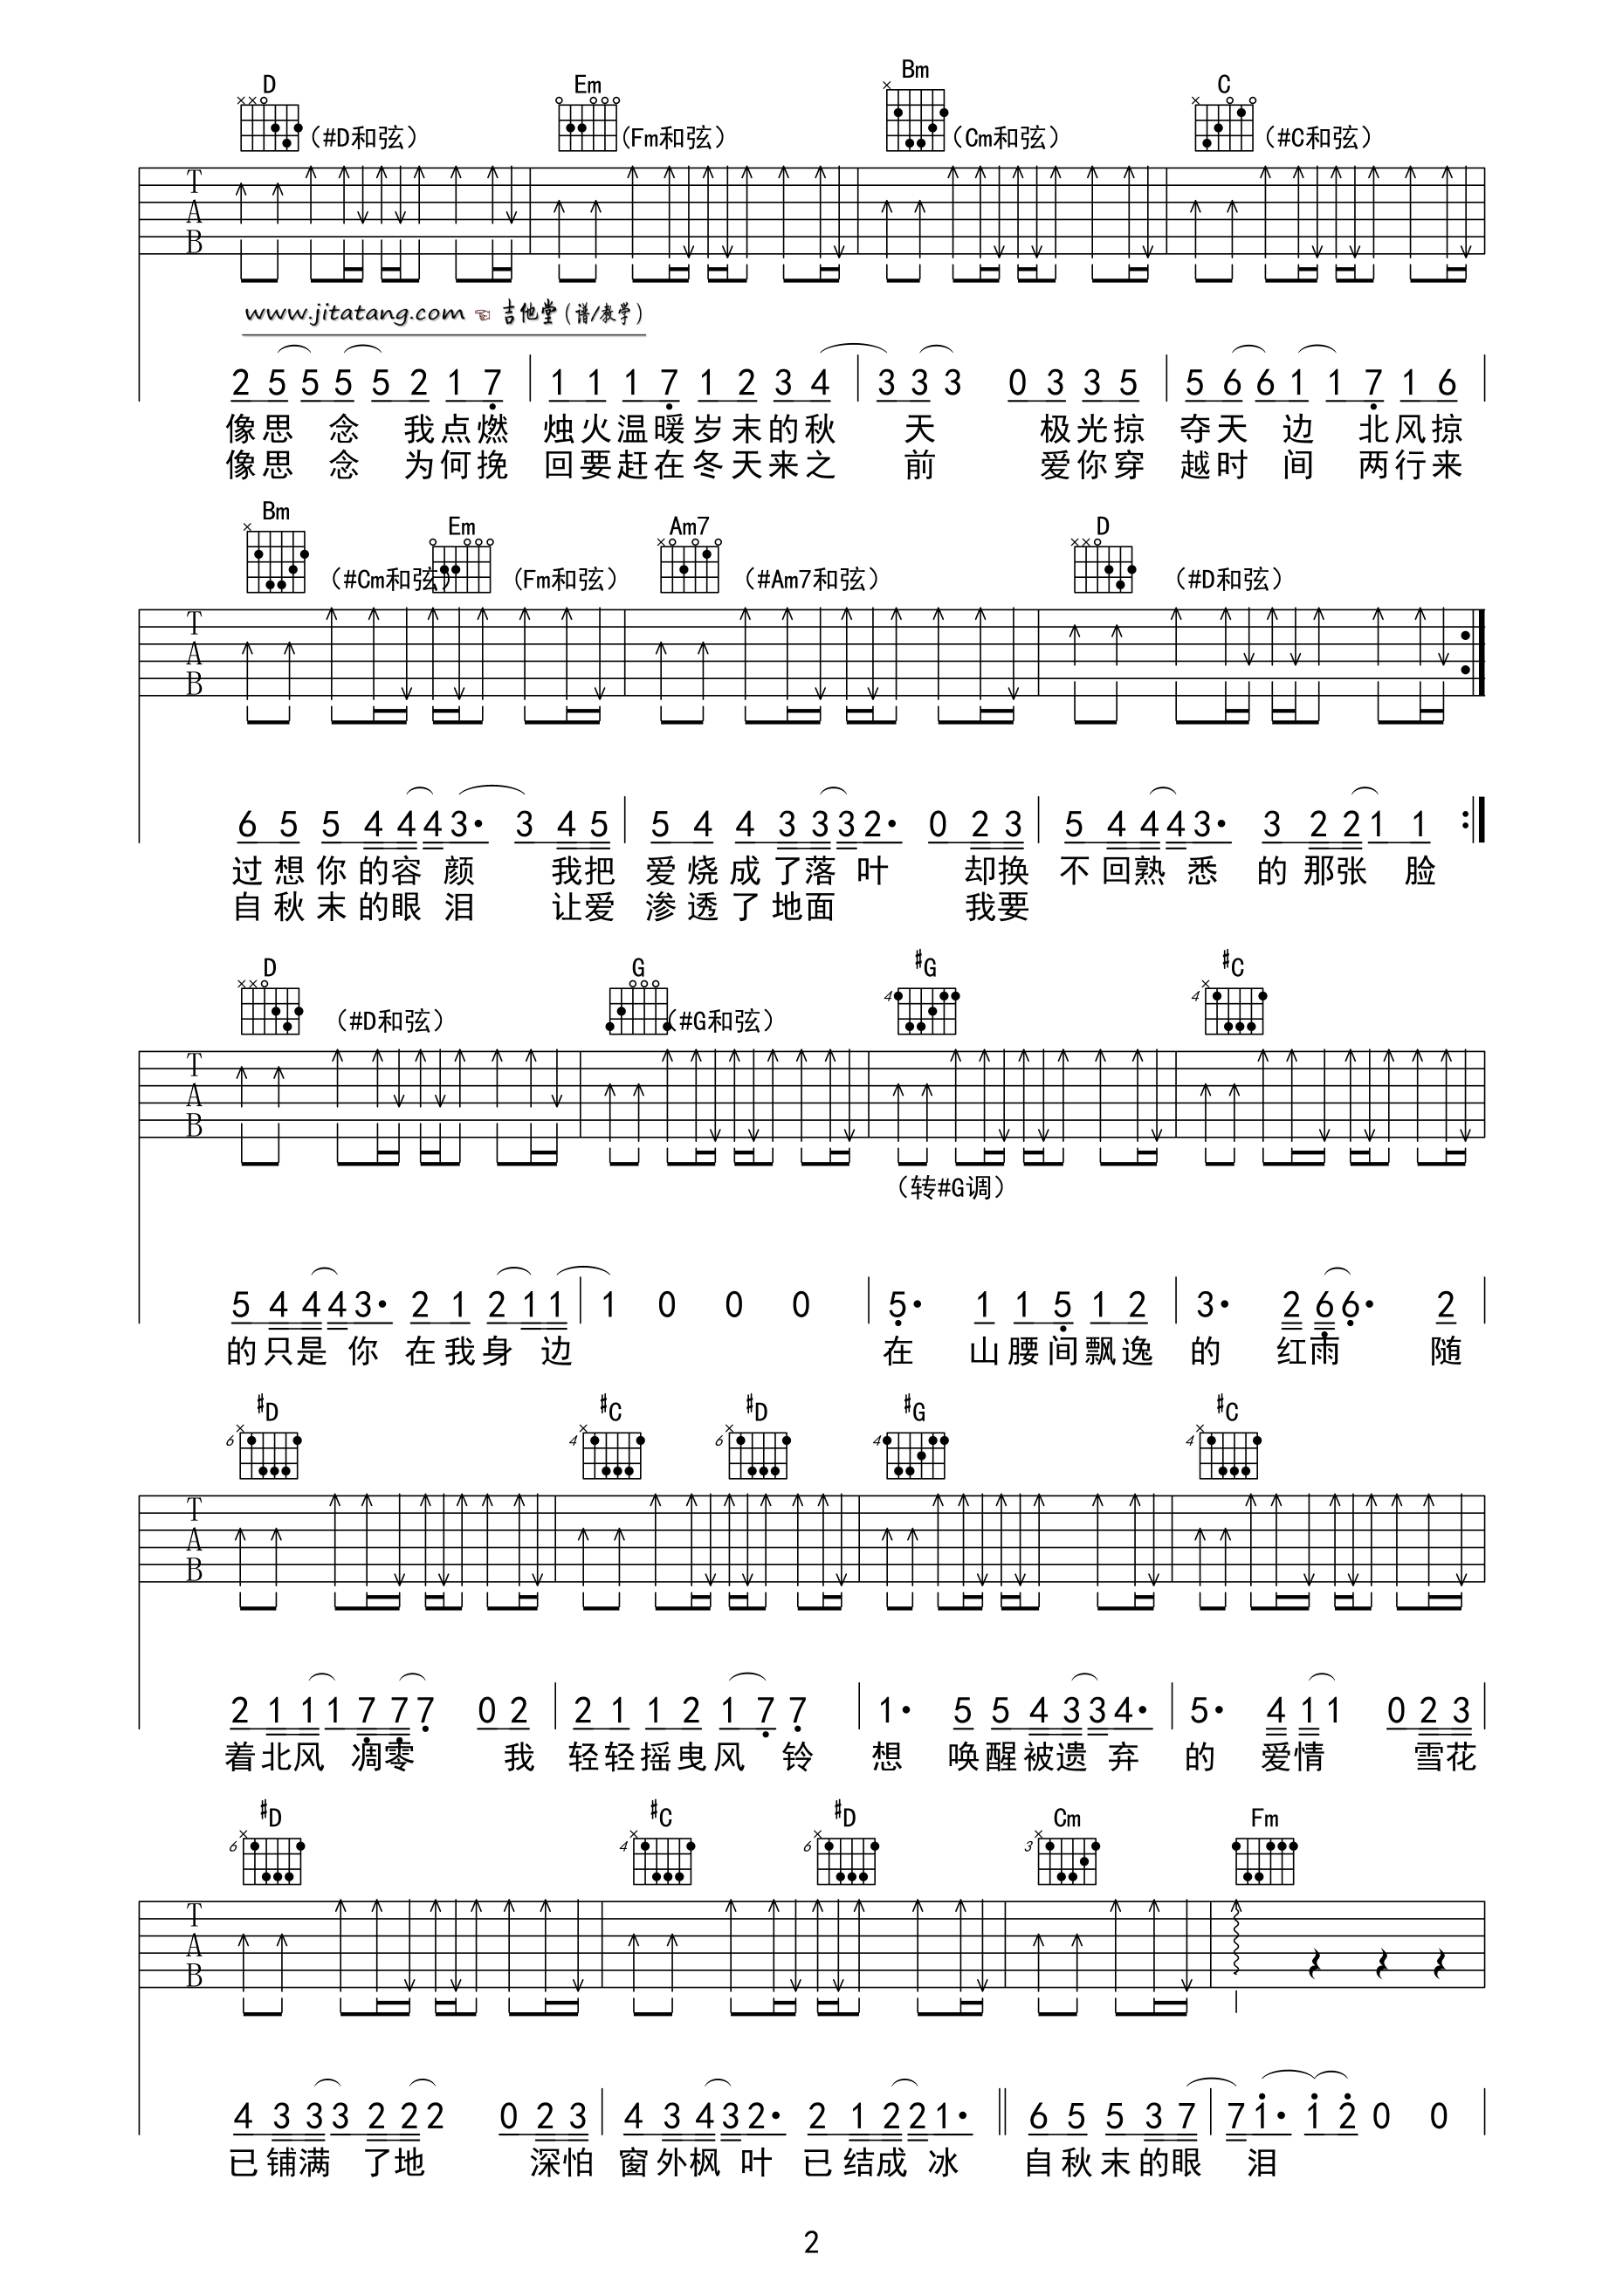 D Em Bm C
(#D和弦) (Fm和弦) (Cm和弦) (#C和弦)
T A B
www.jitatang.com ☜ 吉他堂(谱/教学)
2 5 5 5 5 2 1 7 1 1 1 7 1 2 3 4 3 3 3 0 3 3 5 5 6 6 1 1 7 1 6
像思 念 我点燃 烛火温暖岁末的秋 天 极光掠 夺天 边 北风掠
像思 念 为何挽 回要赶在冬天来之 前 爱你穿 越时 间 两行来
Bm Em Am7 D
(#Cm和弦) (Fm和弦) (#Am7和弦) (#D和弦)
T A B
6 5 5 4 4 4 3· 3 4 5 5 4 4 3 3 3 2· 0 2 3 5 4 4 4 3· 3 2 2 1 1
过想你的容 颜 我把 爱烧成了落 叶 却换 不回熟 悉 的那张 脸
自秋末的眼 泪 让爱 渗透了地面 我要
D G #G #C
(#D和弦) (#G和弦) 4 4
T A B
(转#G调)
5 4 4 4 3· 2 1 2 1 1 1 0 0 0 5· 1 1 5 1 2 3· 2 6 6· 2
的只是 你 在我身 边 在 山腰间飘逸 的 红雨 随
#D #C #D #G #C
6 4 6 4 4
T A B
2 1 1 1 7 7 7 0 2 2 1 1 2 1 7 7 1· 5 5 4 3 3 4· 5· 4 1 1 0 2 3
着北风 凋零 我 轻轻摇曳风 铃 想 唤醒被遗 弃 的 爱情 雪花
#D #C #D Cm Fm
6 4 6 3
T A B
4 3 3 3 2 2 2 0 2 3 4 3 4 3 2· 2 1 2 2 1· 6 5 5 3 7 7 1· 1 2 0 0
已铺满 了地 深怕 窗外枫 叶 已结成 冰 自秋末的眼 泪
2